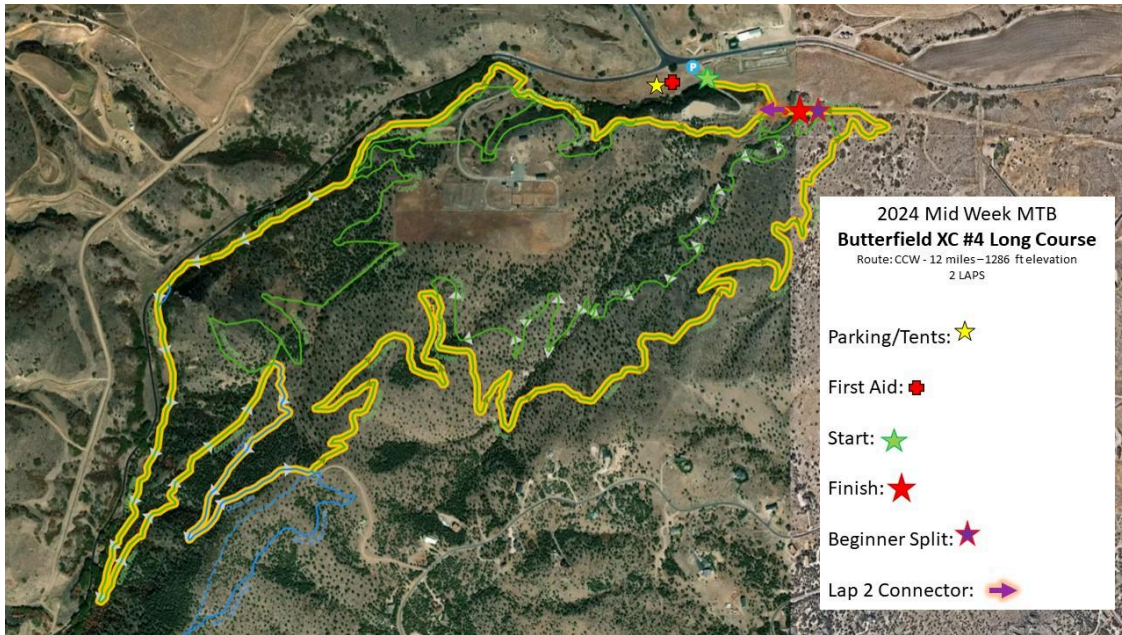 P
2024 Mid Week MTB
Butterfield XC #4 Long Course
Route: CCW - 12 miles – 1286 ft elevation
2 LAPS
Parking/Tents:
First Aid:
Start:
Finish:
Beginner Split:
Lap 2 Connector: